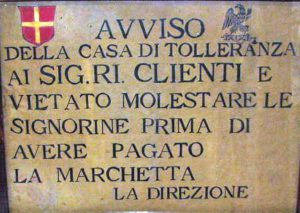 AVVISO
DELLA CASA DI TOLLERANZA
AI SIG.RI. CLIENTI E
VIETATO MOLESTARE LE
SIGNORINE PRIMA DI
AVERE PAGATO
LA MARCHETTA
LA DIREZIONE